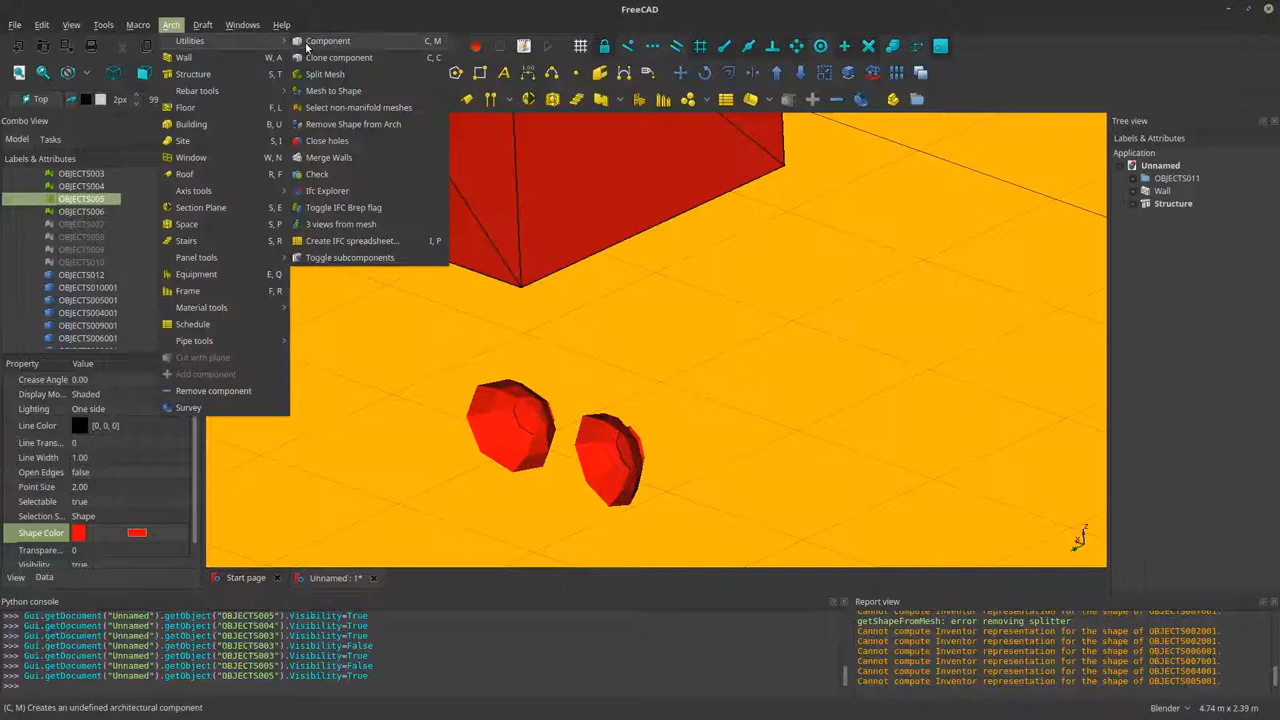 FreeCAD
File Edit View Tools Macro Arch Draft Windows Help
Utilities
Wall W, A
Structure S, T
Rebar tools
Floor F, L
Building B, U
Site S, I
Window W, N
Roof R, F
Axis tools
Section Plane S, E
Space S, P
Stairs S, R
Panel tools
Equipment E, Q
Frame F, R
Material tools
Schedule
Pipe tools
Cut with plane
Add component
Remove component
Survey
Component C, M
Clone component C, C
Split Mesh
Mesh to Shape
Select non-manifold meshes
Remove Shape from Arch
Close holes
Merge Walls
Check
Ifc Explorer
Toggle IFC Brep flag
3 views from mesh
Create IFC spreadsheet... I, P
Toggle subcomponents
Top 2px 99
Combo View
Model Tasks
Labels & Attributes
OBJECTS003
OBJECTS004
OBJECTS005
OBJECTS006
OBJECTS007
OBJECTS008
OBJECTS009
OBJECTS010
OBJECTS012
OBJECTS010001
OBJECTS005001
OBJECTS004001
OBJECTS009001
OBJECTS006001
Property Value
Crease Angle 0.00
Display Mo... Shaded
Lighting One side
Line Color [0, 0, 0]
Line Trans... 0
Line Width 1.00
Open Edges false
Point Size 2.00
Selectable true
Selection S... Shape
Shape Color
Transpare... 0
Visibility true
View Data
Start page
Unnamed : 1*
Tree view
Labels & Attributes
Application
Unnamed
OBJECTS011
Wall
Structure
Z
Python console
>>> Gui.getDocument("Unnamed").getObject("OBJECTS005").Visibility=True
>>> Gui.getDocument("Unnamed").getObject("OBJECTS004").Visibility=True
>>> Gui.getDocument("Unnamed").getObject("OBJECTS003").Visibility=True
>>> Gui.getDocument("Unnamed").getObject("OBJECTS003").Visibility=False
>>> Gui.getDocument("Unnamed").getObject("OBJECTS003").Visibility=True
>>> Gui.getDocument("Unnamed").getObject("OBJECTS005").Visibility=False
>>> Gui.getDocument("Unnamed").getObject("OBJECTS005").Visibility=True
>>>
Report view
Cannot compute Inventor representation for the shape of OBJECTS007001.
getShapeFromMesh: error removing splitter
Cannot compute Inventor representation for the shape of OBJECTS002001.
Cannot compute Inventor representation for the shape of OBJECTS002001.
Cannot compute Inventor representation for the shape of OBJECTS006001.
Cannot compute Inventor representation for the shape of OBJECTS007001.
Cannot compute Inventor representation for the shape of OBJECTS004001.
Cannot compute Inventor representation for the shape of OBJECTS005001.
(C, M) Creates an undefined architectural component
Blender 4.74 m x 2.39 m